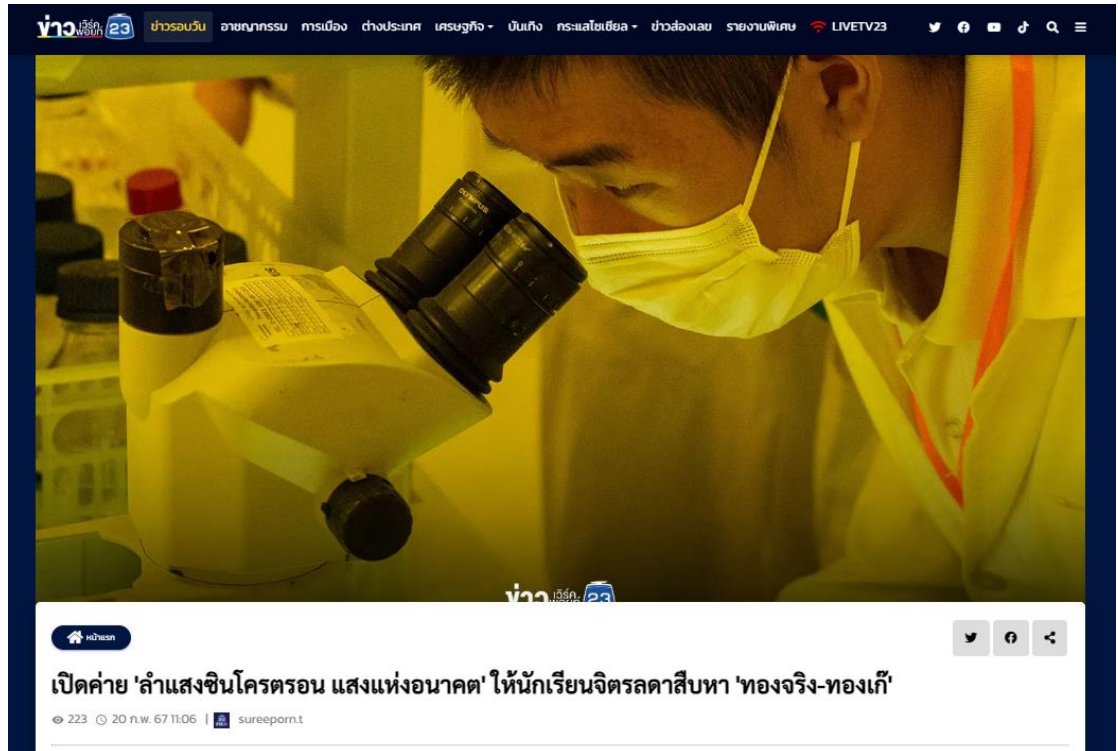 ข่าวเวิร์คพอยท์ 23 ข่าวรอบวัน อาชญากรรม การเมือง ต่างประเทศ เศรษฐกิจ บันเทิง กระแสโซเชียล ข่าวส่องเลย รายงานพิเศษ LIVETV23
OLYMPUS
ข่าวเวิร์คพอยท์ 23
หน้าแรก
เปิดค่าย 'ลำแสงซินโครตรอน แสงแห่งอนาคต' ให้นักเรียนจิตรลดาสืบหา 'ทองจริง-ทองเก๊'
223 20 ก.พ. 67 11:06 | sureeporn.t